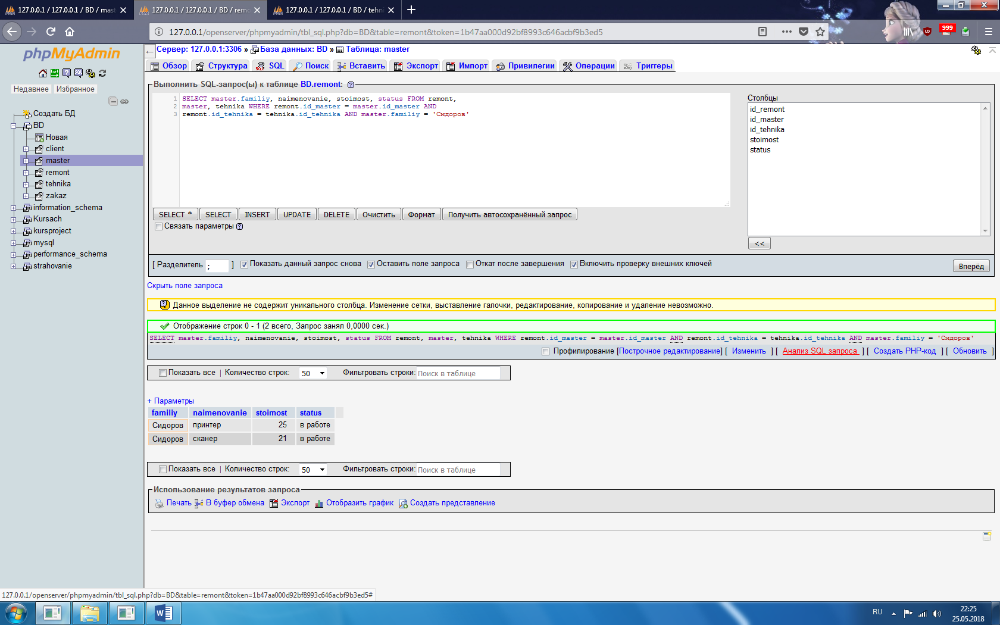 127.0.0.1 / 127.0.0.1 / BD / mast
127.0.0.1 / 127.0.0.1 / BD / remo
127.0.0.1 / 127.0.0.1 / BD / tehni
127.0.0.1/openserver/phpmyadmin/tbl_sql.php?db=BD&table=remont&token=1b47aa000d92bf8993c646acbf9b3ed5
999
phpMyAdmin
Недавнее Избранное
Создать БД
BD
Новая
client
master
remont
tehnika
zakaz
information_schema
Kursach
kursproject
mysql
performance_schema
strahovanie
Сервер: 127.0.0.1:3306 » База данных: BD » Таблица: master
Обзор Структура SQL Поиск Вставить Экспорт Импорт Привилегии Операции Триггеры
Выполнить SQL-запрос(ы) к таблице BD.remont:
1 SELECT master.familiy, naimenovanie, stoimost, status FROM remont,
2 master, tehnika WHERE remont.id_master = master.id_master AND
3 remont.id_tehnika = tehnika.id_tehnika AND master.familiy = 'Сидоров'
Столбцы
id_remont
id_master
id_tehnika
stoimost
status
<<
SELECT * SELECT INSERT UPDATE DELETE Очистить Формат Получить автосохранённый запрос
Связать параметры
[ Разделитель ; ] Показать данный запрос снова Оставить поле запроса Откат после завершения Включить проверку внешних ключей Вперёд
Скрыть поле запроса
Данное выделение не содержит уникального столбца. Изменение сетки, выставление галочки, редактирование, копирование и удаление невозможно.
Отображение строк 0 - 1 (2 всего, Запрос занял 0,0000 сек.)
SELECT master.familiy, naimenovanie, stoimost, status FROM remont, master, tehnika WHERE remont.id_master = master.id_master AND remont.id_tehnika = tehnika.id_tehnika AND master.familiy = 'Сидоров'
Профилирование [Построчное редактирование] [ Изменить ] [ Анализ SQL запроса ] [ Создать PHP-код ] [ Обновить ]
Показать все | Количество строк: 50 Фильтровать строки: Поиск в таблице
+ Параметры
familiy naimenovanie stoimost status
Сидоров принтер 25 в работе
Сидоров сканер 21 в работе
Показать все | Количество строк: 50 Фильтровать строки: Поиск в таблице
Использование результатов запроса
Печать В буфер обмена Экспорт Отобразить график Создать представление
127.0.0.1/openserver/phpmyadmin/tbl_sql.php?db=BD&table=remont&token=1b47aa000d92bf8993c646acbf9b3ed5#
RU
22:25
25.05.2018